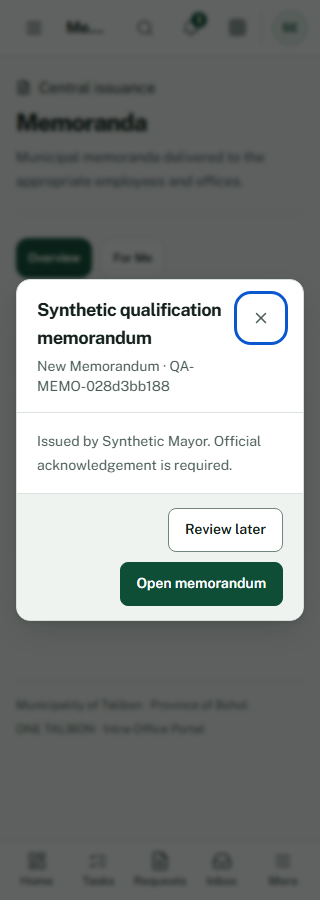 Me...
Central issuance
Memoranda
Municipal memoranda delivered to the
appropriate employees and offices.
Overview
For Me
Synthetic qualification
memorandum
New Memorandum · QA-
MEMO-028d3bb188
Issued by Synthetic Mayor. Official
acknowledgement is required.
Review later
Open memorandum
Municipality of Talibon · Province of Bohol
ONE TALIBON · Intra-Office Portal
Home
Tasks
Requests
Inbox
More